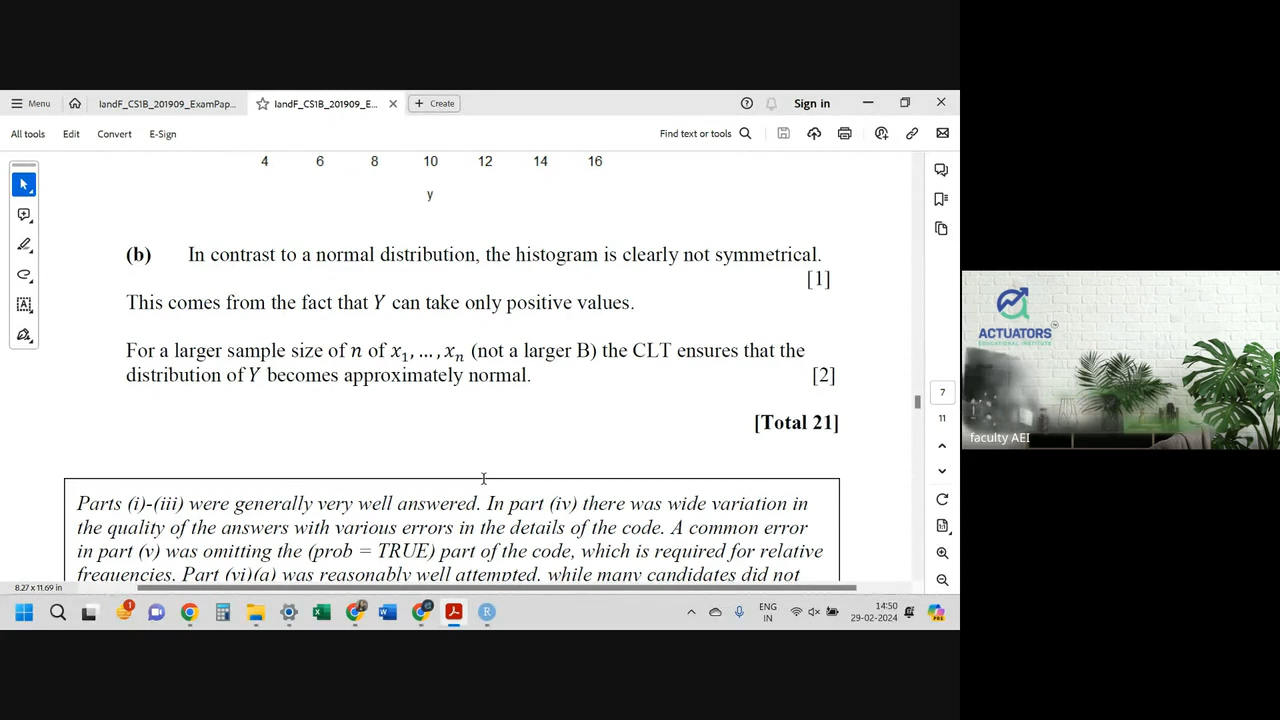 Menu
IandF_CS1B_201909_ExamPap...
IandF_CS1B_201909_E...
Create
Sign in
All tools
Edit
Convert
E-Sign
Find text or tools
4 6 8 10 12 14 16
y
(b) In contrast to a normal distribution, the histogram is clearly not symmetrical.
[1]
This comes from the fact that Y can take only positive values.
For a larger sample size of n of x₁, … , xₙ (not a larger B) the CLT ensures that the
distribution of Y becomes approximately normal. [2]
[Total 21]
Parts (i)-(iii) were generally very well answered. In part (iv) there was wide variation in
the quality of the answers with various errors in the details of the code. A common error
in part (v) was omitting the (prob = TRUE) part of the code, which is required for relative
frequencies. Part (vi)(a) was reasonably well attempted, while many candidates did not
7
11
8.27 x 11.69 in
1
ENG
IN
14:50
29-02-2024
ACTUATORS
EDUCATIONAL INSTITUTE
faculty AEI